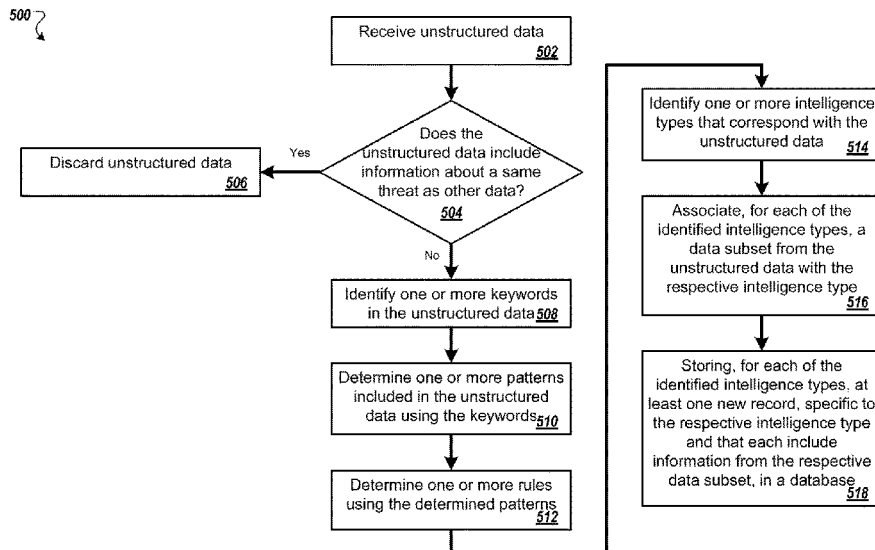 500
Receive unstructured data
502
Does the
unstructured data include
information about a same
threat as other data?
504
Yes
Discard unstructured data
506
No
Identify one or more keywords
in the unstructured data 508
Determine one or more patterns
included in the unstructured
data using the keywords 510
Determine one or more rules
using the determined patterns
512
Identify one or more intelligence
types that correspond with the
unstructured data
514
Associate, for each of the
identified intelligence types, a
data subset from the
unstructured data with the
respective intelligence type
516
Storing, for each of the
identified intelligence types, at
least one new record, specific to
the respective intelligence type
and that each include
information from the respective
data subset, in a database
518